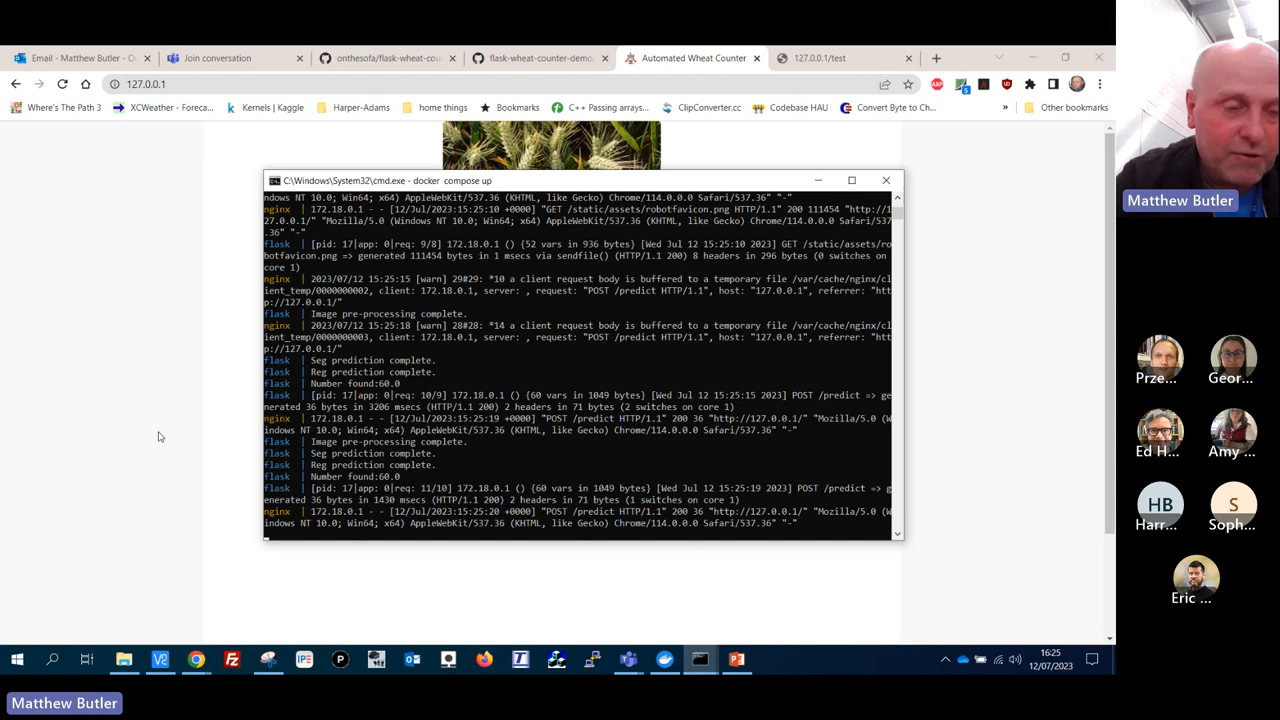 Email - Matthew Butler - O
Join conversation
onthesofa/flask-wheat-cou
flask-wheat-counter-demo
Automated Wheat Counter
127.0.0.1/test
127.0.0.1
Where's The Path 3
XCWeather - Foreca...
Kernels | Kaggle
Harper-Adams
home things
Bookmarks
C++ Passing arrays...
ClipConverter.cc
Codebase HAU
Convert Byte to Ch...
Other bookmarks
C:\Windows\System32\cmd.exe - docker compose up
ndows NT 10.0; Win64; x64) AppleWebKit/537.36 (KHTML, like Gecko) Chrome/114.0.0.0 Safari/537.36" "-"
nginx | 172.18.0.1 - - [12/Jul/2023:15:25:10 +0000] "GET /static/assets/robotfavicon.png HTTP/1.1" 200 111454 "http://1
27.0.0.1/" "Mozilla/5.0 (Windows NT 10.0; Win64; x64) AppleWebKit/537.36 (KHTML, like Gecko) Chrome/114.0.0.0 Safari/537
.36" "-"
flask | [pid: 17|app: 0|req: 9/8] 172.18.0.1 () {52 vars in 936 bytes} [Wed Jul 12 15:25:10 2023] GET /static/assets/ro
botfavicon.png => generated 111454 bytes in 1 msecs via sendfile() (HTTP/1.1 200) 8 headers in 296 bytes (0 switches on
core 1)
nginx | 2023/07/12 15:25:15 [warn] 29#29: *10 a client request body is buffered to a temporary file /var/cache/nginx/cl
ient_temp/0000000002, client: 172.18.0.1, server: , request: "POST /predict HTTP/1.1", host: "127.0.0.1", referrer: "htt
p://127.0.0.1/"
flask | Image pre-processing complete.
nginx | 2023/07/12 15:25:18 [warn] 28#28: *14 a client request body is buffered to a temporary file /var/cache/nginx/cl
ient_temp/0000000003, client: 172.18.0.1, server: , request: "POST /predict HTTP/1.1", host: "127.0.0.1", referrer: "htt
p://127.0.0.1/"
flask | Seg prediction complete.
flask | Reg prediction complete.
flask | Number found:60.0
flask | [pid: 17|app: 0|req: 10/9] 172.18.0.1 () {60 vars in 1049 bytes} [Wed Jul 12 15:25:15 2023] POST /predict => ge
nerated 36 bytes in 3206 msecs (HTTP/1.1 200) 2 headers in 71 bytes (2 switches on core 1)
nginx | 172.18.0.1 - - [12/Jul/2023:15:25:19 +0000] "POST /predict HTTP/1.1" 200 36 "http://127.0.0.1/" "Mozilla/5.0 (W
indows NT 10.0; Win64; x64) AppleWebKit/537.36 (KHTML, like Gecko) Chrome/114.0.0.0 Safari/537.36" "-"
flask | Image pre-processing complete.
flask | Seg prediction complete.
flask | Reg prediction complete.
flask | Number found:60.0
flask | [pid: 17|app: 0|req: 11/10] 172.18.0.1 () {60 vars in 1049 bytes} [Wed Jul 12 15:25:19 2023] POST /predict => g
enerated 36 bytes in 1430 msecs (HTTP/1.1 200) 2 headers in 71 bytes (1 switches on core 1)
nginx | 172.18.0.1 - - [12/Jul/2023:15:25:20 +0000] "POST /predict HTTP/1.1" 200 36 "http://127.0.0.1/" "Mozilla/5.0 (W
indows NT 10.0; Win64; x64) AppleWebKit/537.36 (KHTML, like Gecko) Chrome/114.0.0.0 Safari/537.36" "-"
Matthew Butler
Prze...
Geor...
Ed H...
Amy ...
HB
S
Harr...
Soph...
Eric ...
16:25
12/07/2023
Matthew Butler